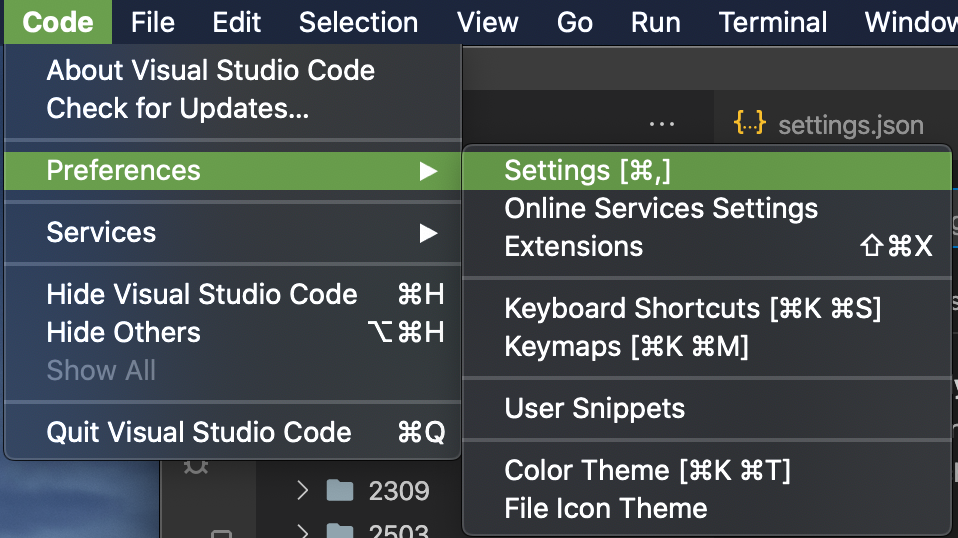 Code File Edit Selection View Go Run Terminal Window
About Visual Studio Code
Check for Updates...
Preferences ▶
Services ▶
Hide Visual Studio Code ⌘H
Hide Others ⌥⌘H
Show All
Quit Visual Studio Code ⌘Q
... {..} settings.json
Settings [⌘,]
Online Services Settings
Extensions ⇧⌘X
Keyboard Shortcuts [⌘K ⌘S]
Keymaps [⌘K ⌘M]
User Snippets
Color Theme [⌘K ⌘T]
File Icon Theme
2309
2503